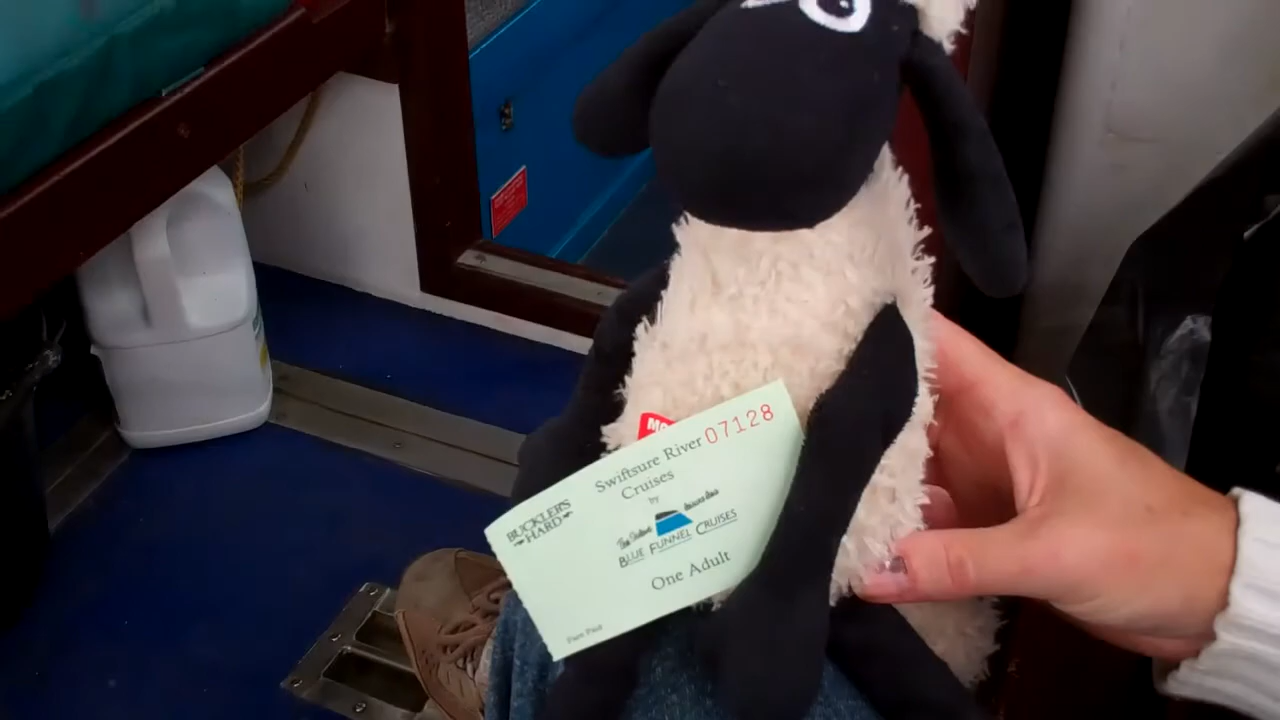 Swiftsure River 07128
Cruises
by
BUCKLER'S
HARD
BLUE FUNNEL CRUISES
One Adult
Fare Paid